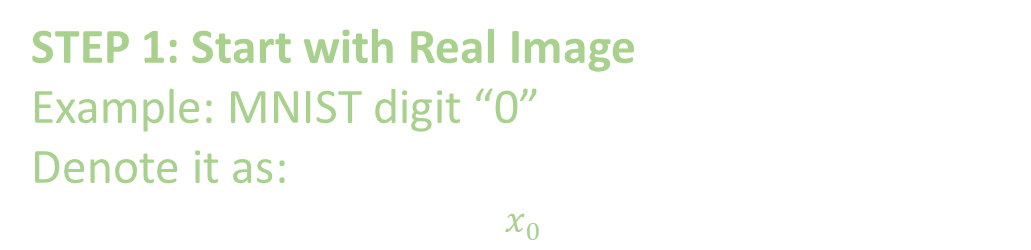 STEP 1: Start with Real Image
Example: MNIST digit “0”
Denote it as:
x₀